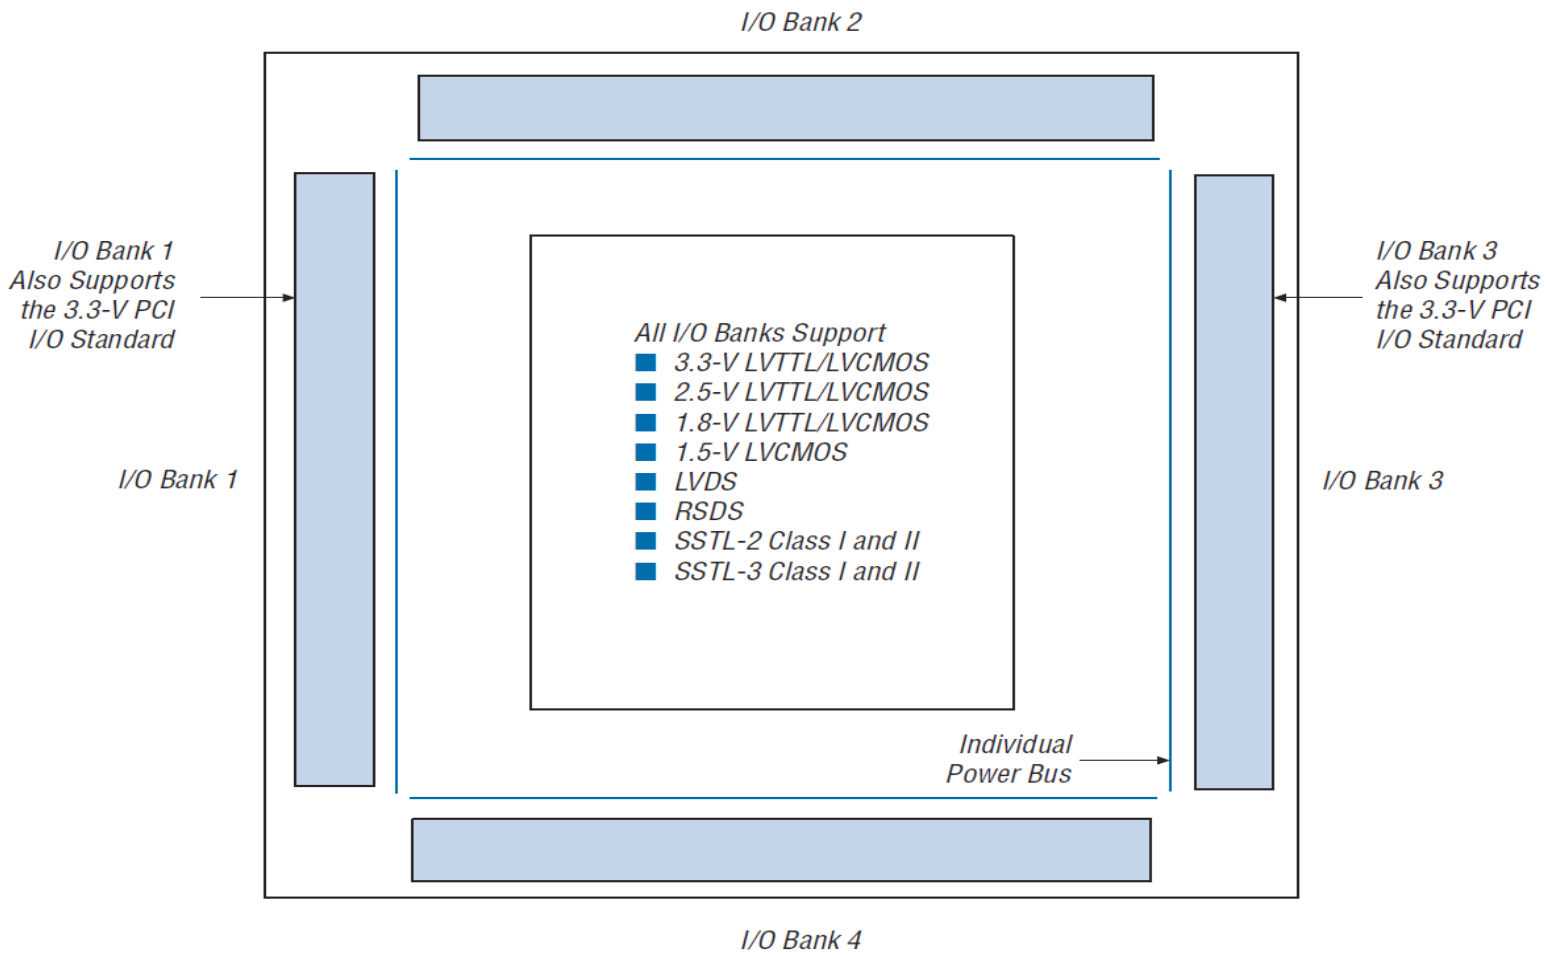 I/O Bank 2
I/O Bank 1
Also Supports
the 3.3-V PCI
I/O Standard
I/O Bank 3
Also Supports
the 3.3-V PCI
I/O Standard
All I/O Banks Support
3.3-V LVTTL/LVCMOS
2.5-V LVTTL/LVCMOS
1.8-V LVTTL/LVCMOS
1.5-V LVCMOS
LVDS
RSDS
SSTL-2 Class I and II
SSTL-3 Class I and II
I/O Bank 1
I/O Bank 3
Individual
Power Bus
I/O Bank 4